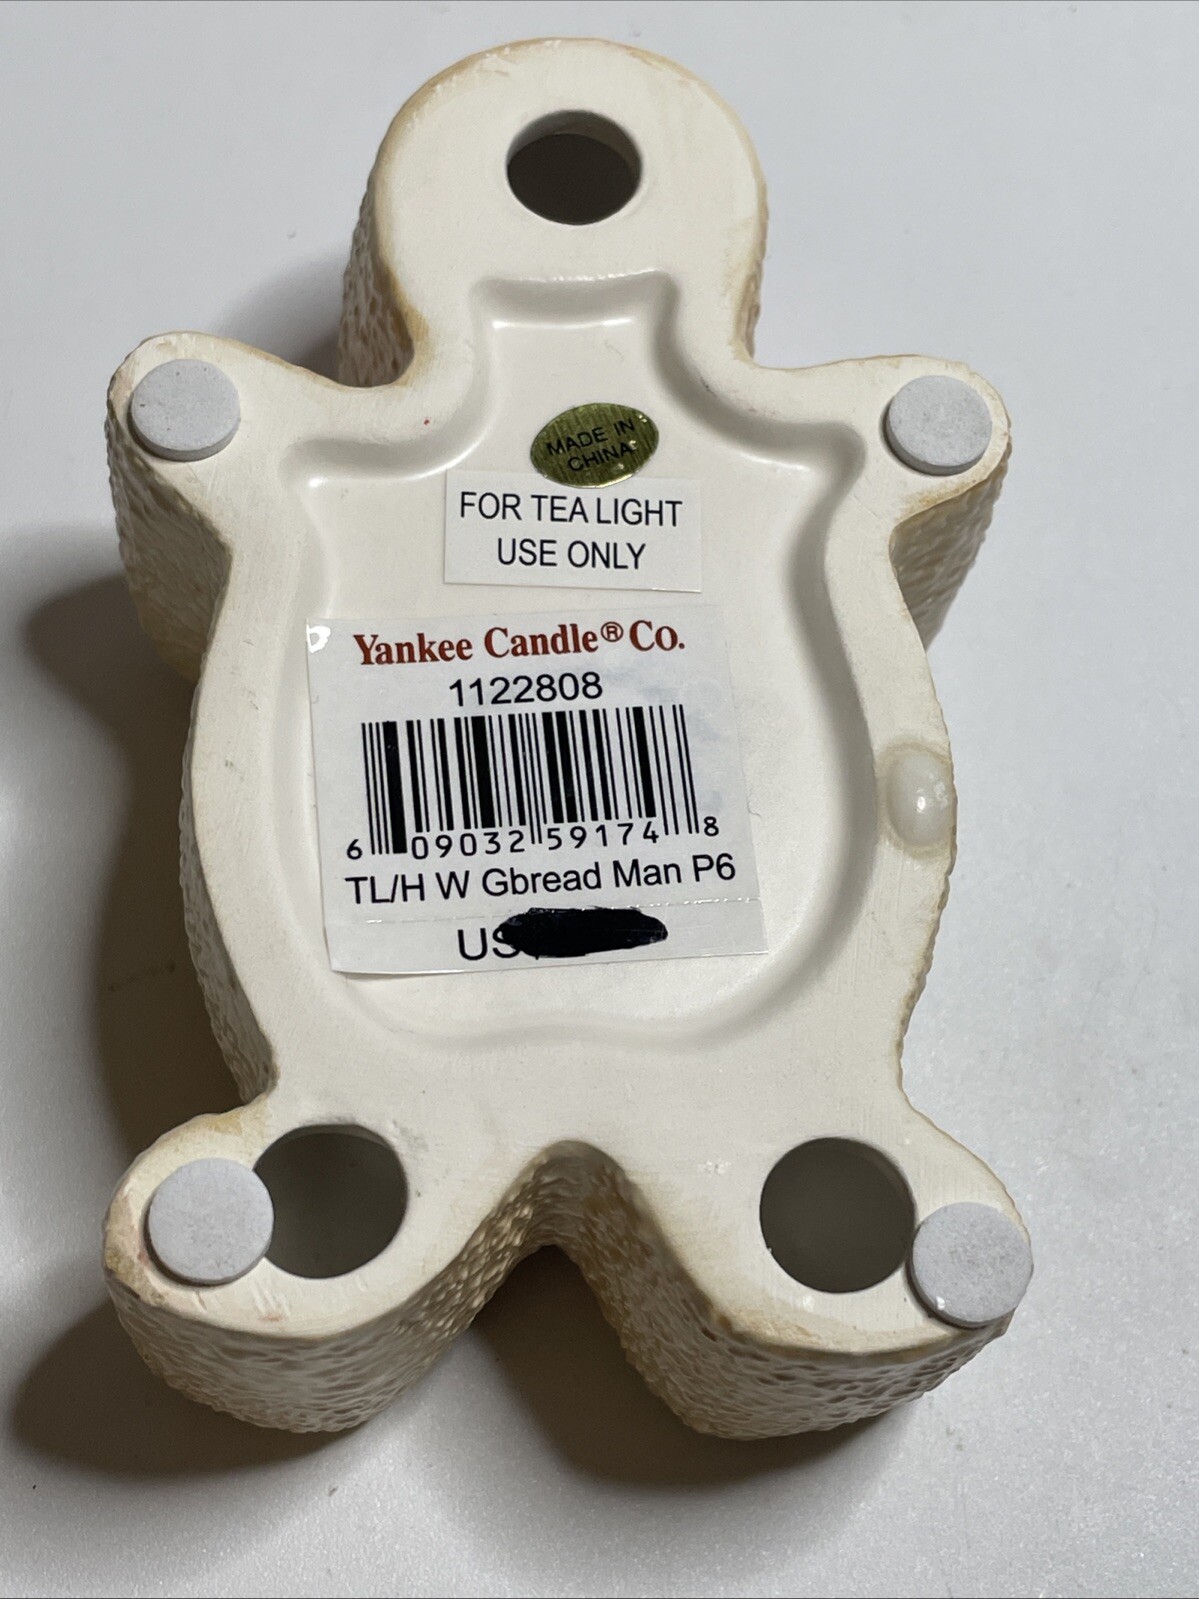 MADE IN
CHINA
FOR TEA LIGHT
USE ONLY
Yankee Candle® Co.
1122808
6 09032 59174 8
TL/H W Gbread Man P6
US